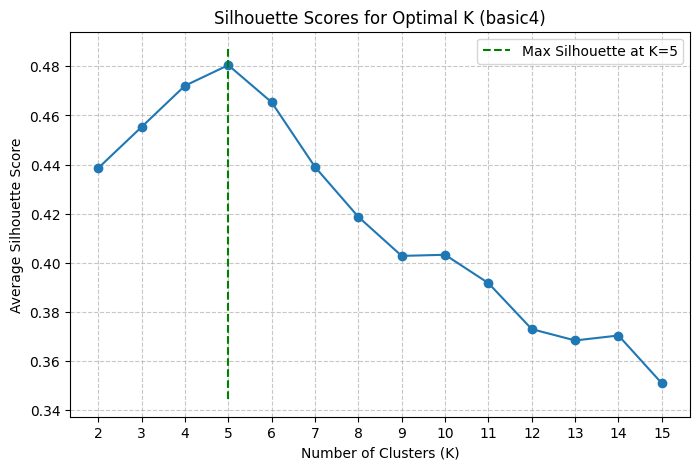 Silhouette Scores for Optimal K (basic4)
Max Silhouette at K=5
Average Silhouette Score
0.48
0.46
0.44
0.42
0.40
0.38
0.36
0.34
2 3 4 5 6 7 8 9 10 11 12 13 14 15
Number of Clusters (K)